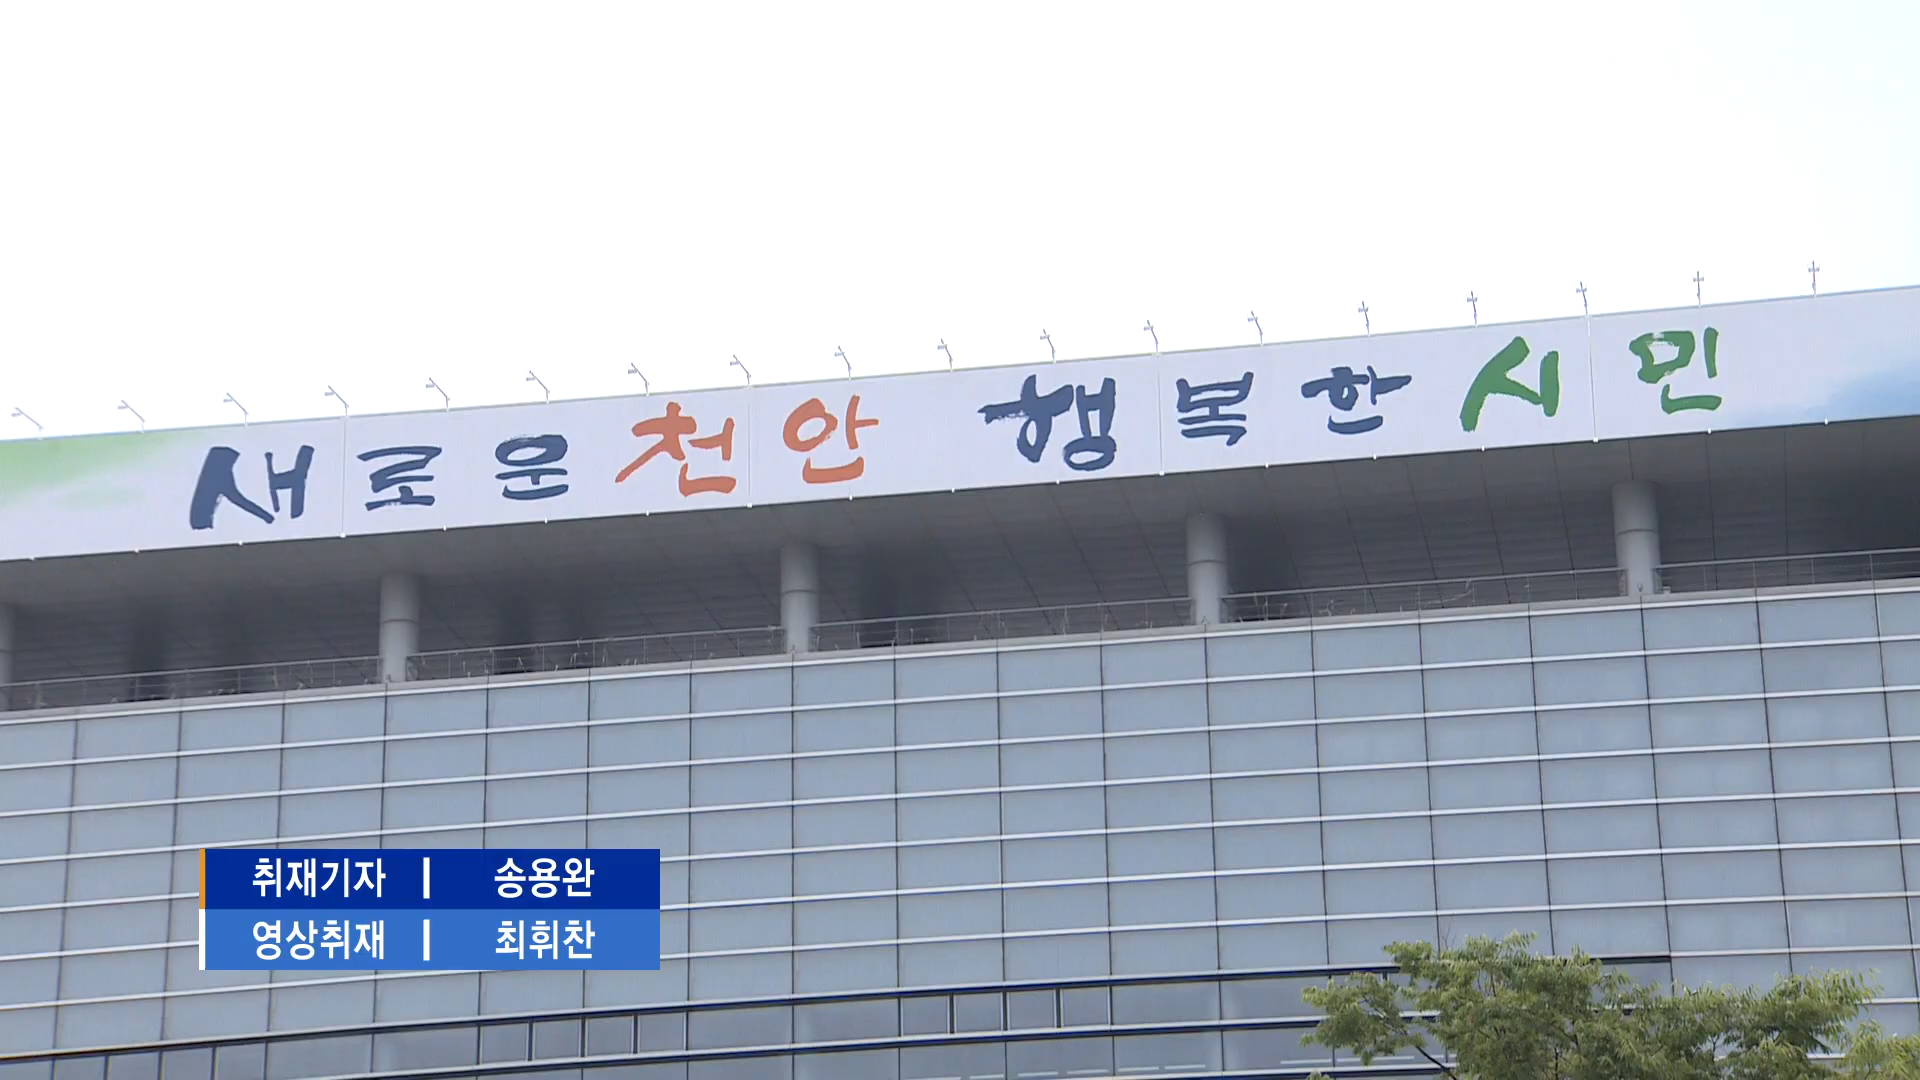 새로운 천안 행복한 시민
취재기자 | 송용완
영상취재 | 최휘찬